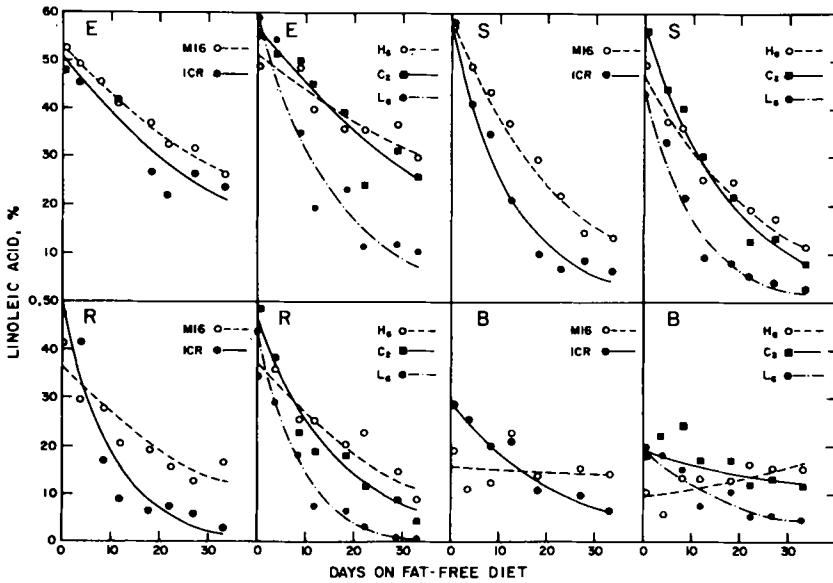 LINOLEIC ACID, %
60
50
40
30
20
10
0,50
40
30
20
10
0
E
M16
ICR
E
H₆
C₂
L₆
S
M16
ICR
S
H₆
C₂
L₆
R
M16
ICR
R
H₆
C₂
L₆
B
M16
ICR
B
H₆
C₂
L₆
0 10 20 30 0 10 20 30 0 10 20 30 0 10 20 30
DAYS ON FAT-FREE DIET